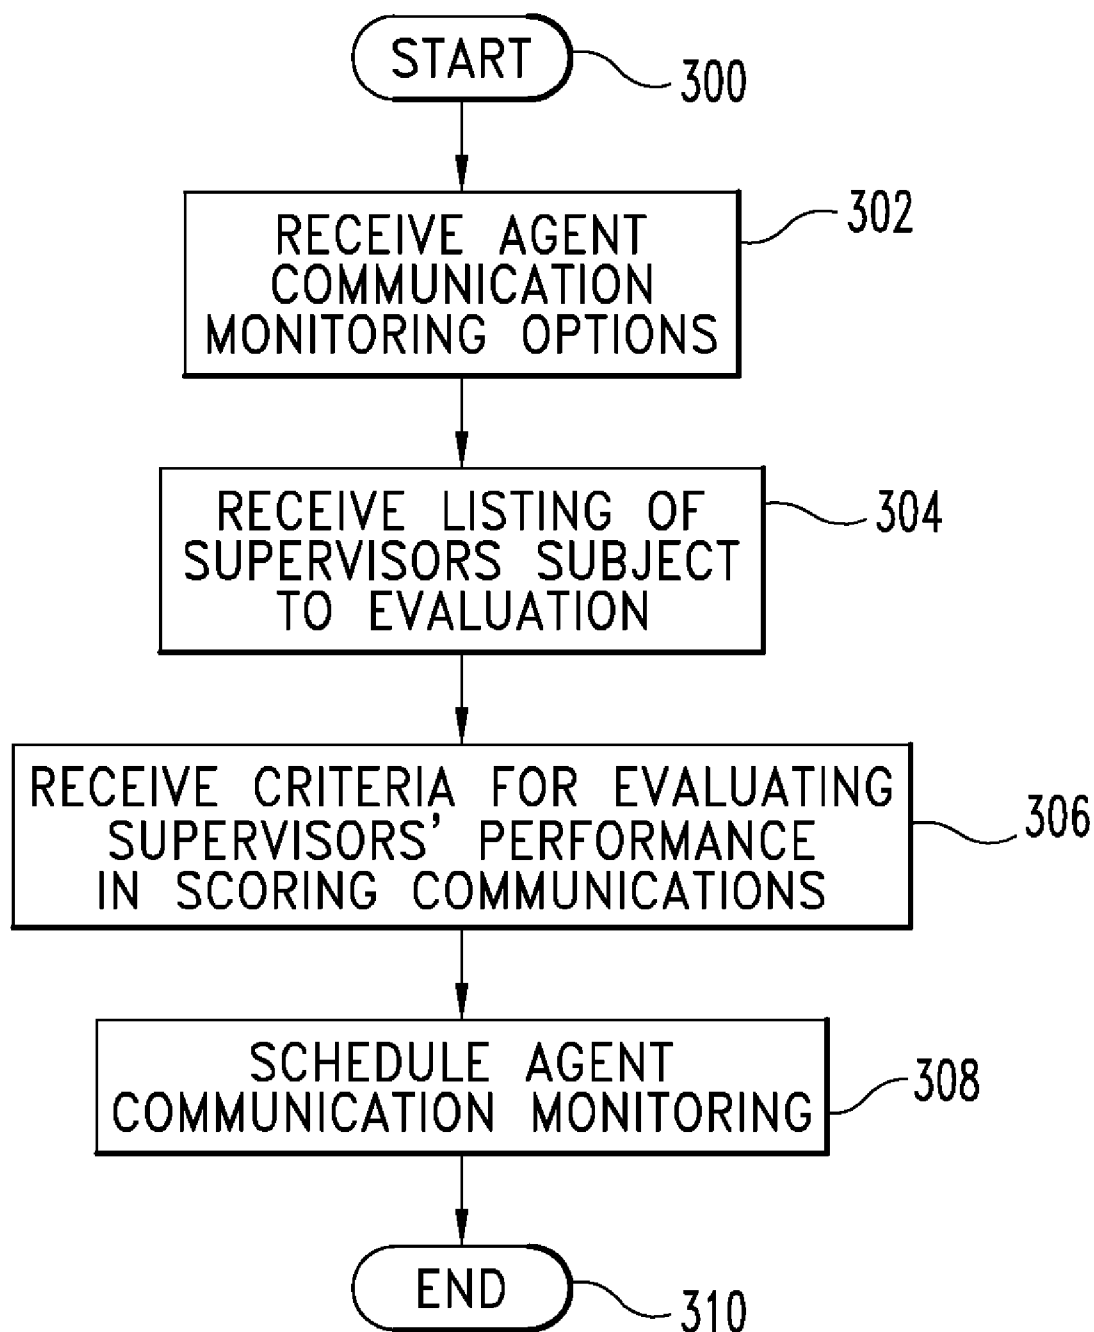 START
300
RECEIVE AGENT
COMMUNICATION
MONITORING OPTIONS
302
RECEIVE LISTING OF
SUPERVISORS SUBJECT
TO EVALUATION
304
RECEIVE CRITERIA FOR EVALUATING
SUPERVISORS' PERFORMANCE
IN SCORING COMMUNICATIONS
306
SCHEDULE AGENT
COMMUNICATION MONITORING
308
END
310